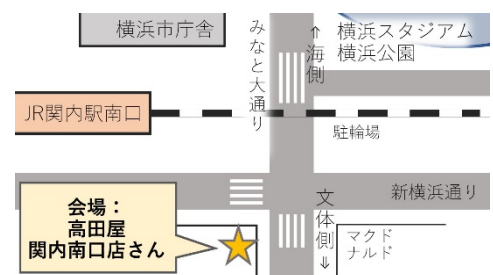 横浜市庁舎
みなと大通り
↑海側
横浜スタジアム
横浜公園
JR関内駅南口
駐輪場
新横浜通り
文体側↓
マクド
ナルド
会場：
高田屋
関内南口店さん